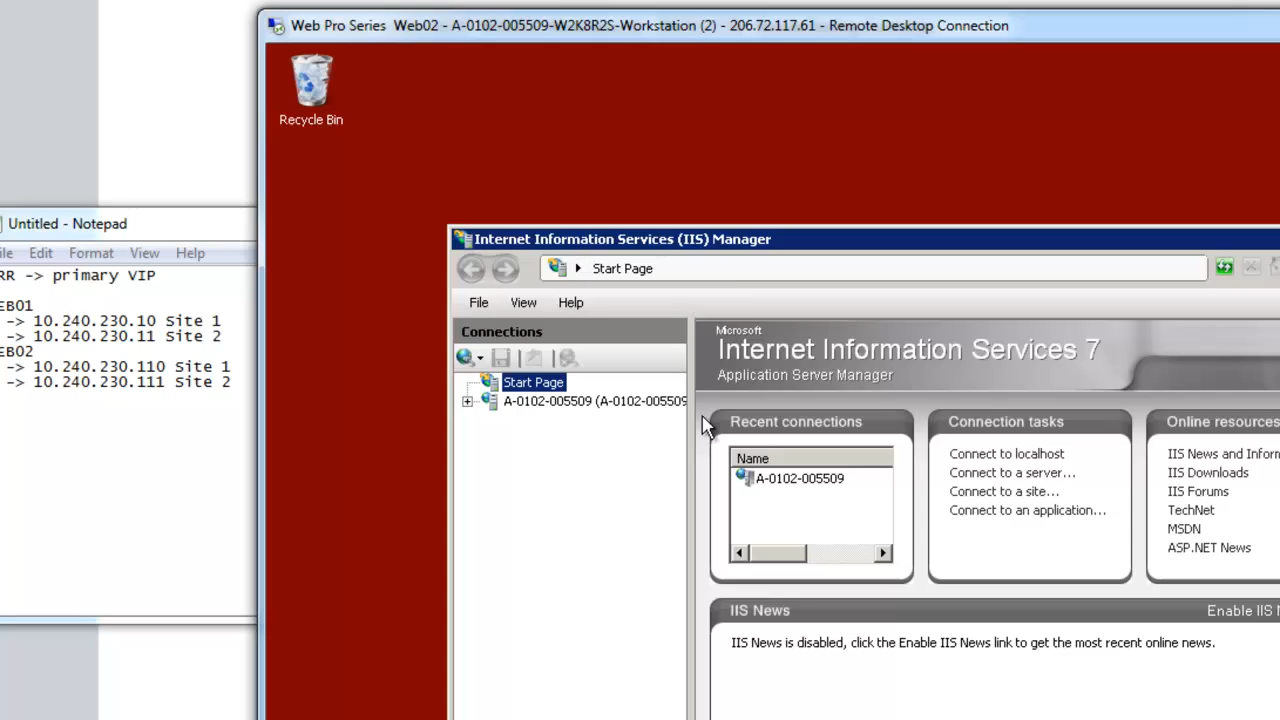 Web Pro Series Web02 - A-0102-005509-W2K8R2S-Workstation (2) - 206.72.117.61 - Remote Desktop Connection
Recycle Bin
Untitled - Notepad
ile Edit Format View Help
RR -> primary VIP
EB01
-> 10.240.230.10 Site 1
-> 10.240.230.11 Site 2
EB02
-> 10.240.230.110 Site 1
-> 10.240.230.111 Site 2
Internet Information Services (IIS) Manager
Start Page
File View Help
Connections
Start Page
A-0102-005509 (A-0102-005509
Microsoft
Internet Information Services 7
Application Server Manager
Recent connections
Name
A-0102-005509
Connection tasks
Connect to localhost
Connect to a server...
Connect to a site...
Connect to an application...
Online resources
IIS News and Inforn
IIS Downloads
IIS Forums
TechNet
MSDN
ASP.NET News
IIS News
Enable IIS N
IIS News is disabled, click the Enable IIS News link to get the most recent online news.